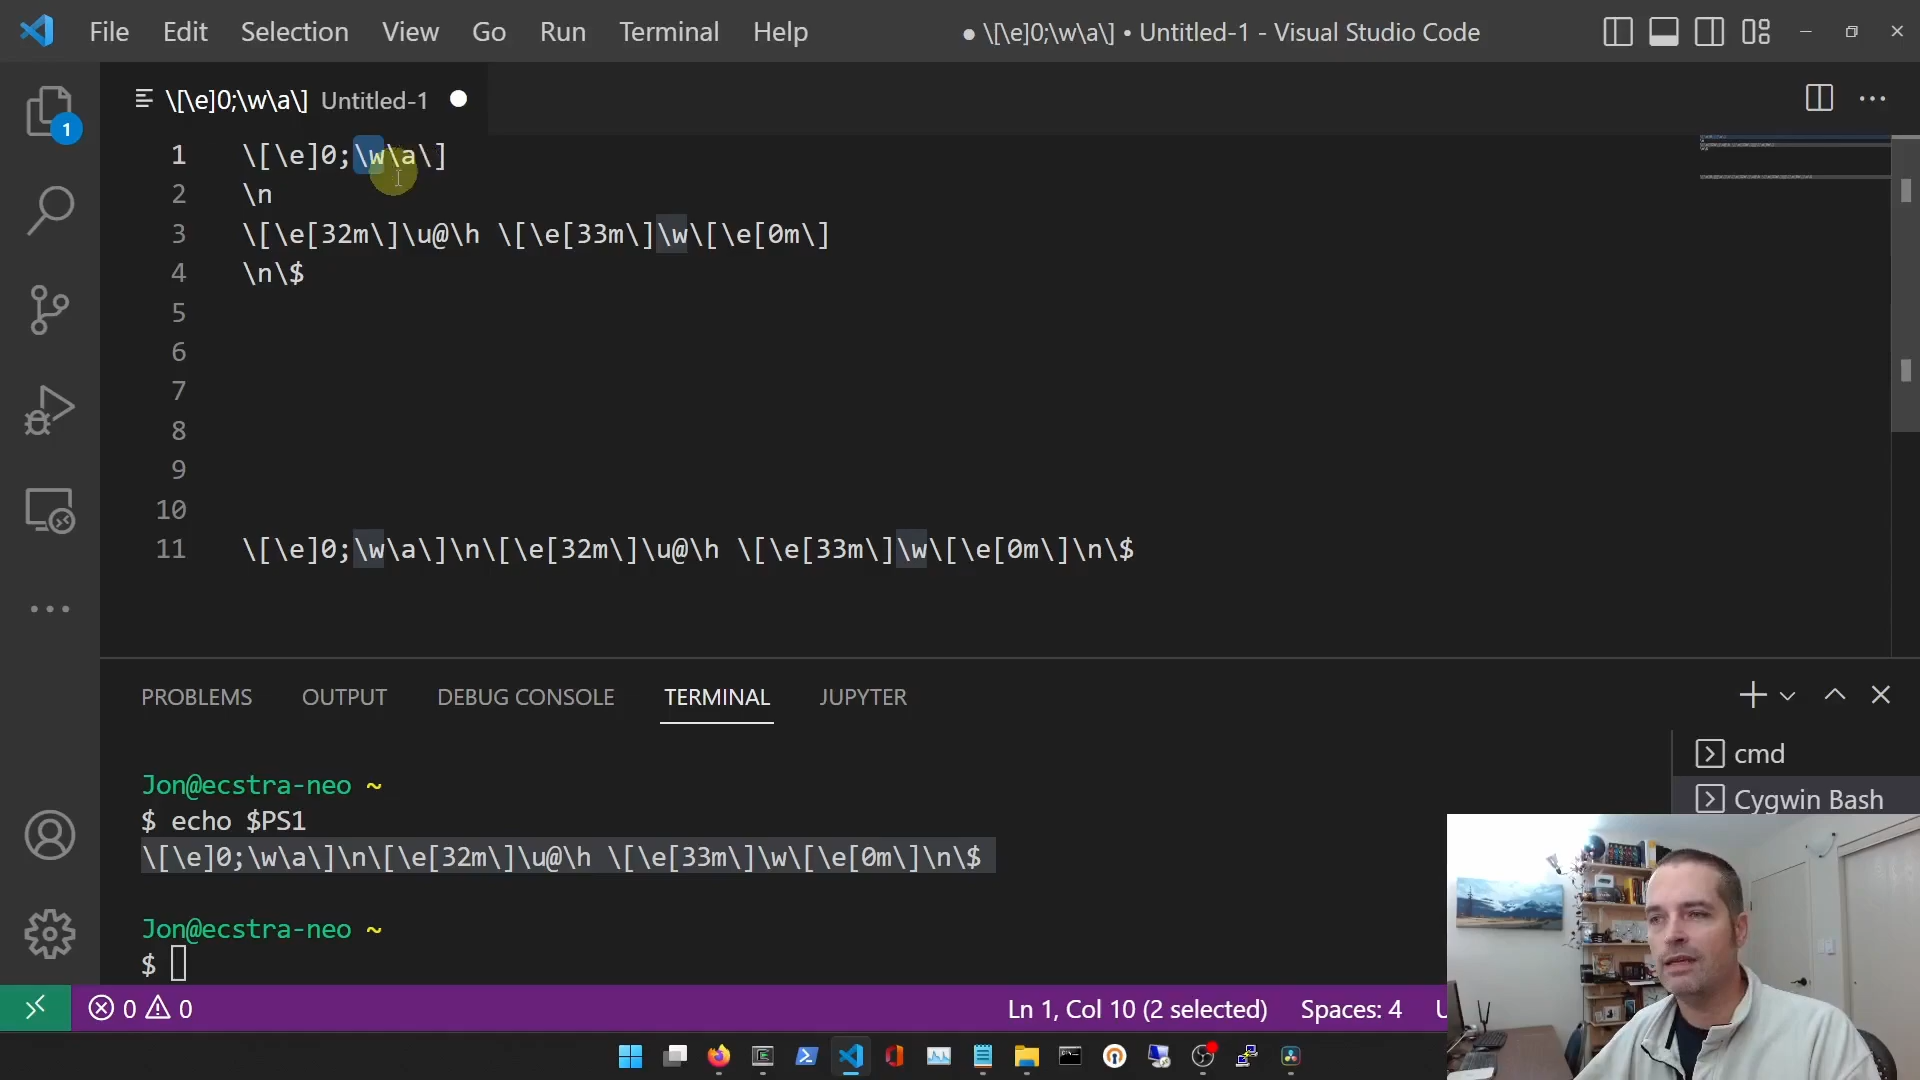 File Edit Selection View Go Run Terminal Help ● \[\e]0;\w\a\] • Untitled-1 - Visual Studio Code
\[\e]0;\w\a\] Untitled-1
1 \[\e]0;\w\a\]
2 \n
3 \[\e[32m\]\u@\h \[\e[33m\]\w\[\e[0m\]
4 \n\$
5
6
7
8
9
10
11 \[\e]0;\w\a\]\n\[\e[32m\]\u@\h \[\e[33m\]\w\[\e[0m\]\n\$
1
PROBLEMS OUTPUT DEBUG CONSOLE TERMINAL JUPYTER
cmd
Cygwin Bash
Jon@ecstra-neo ~
$ echo $PS1
\[\e]0;\w\a\]\n\[\e[32m\]\u@\h \[\e[33m\]\w\[\e[0m\]\n\$
Jon@ecstra-neo ~
$
0 0 Ln 1, Col 10 (2 selected) Spaces: 4